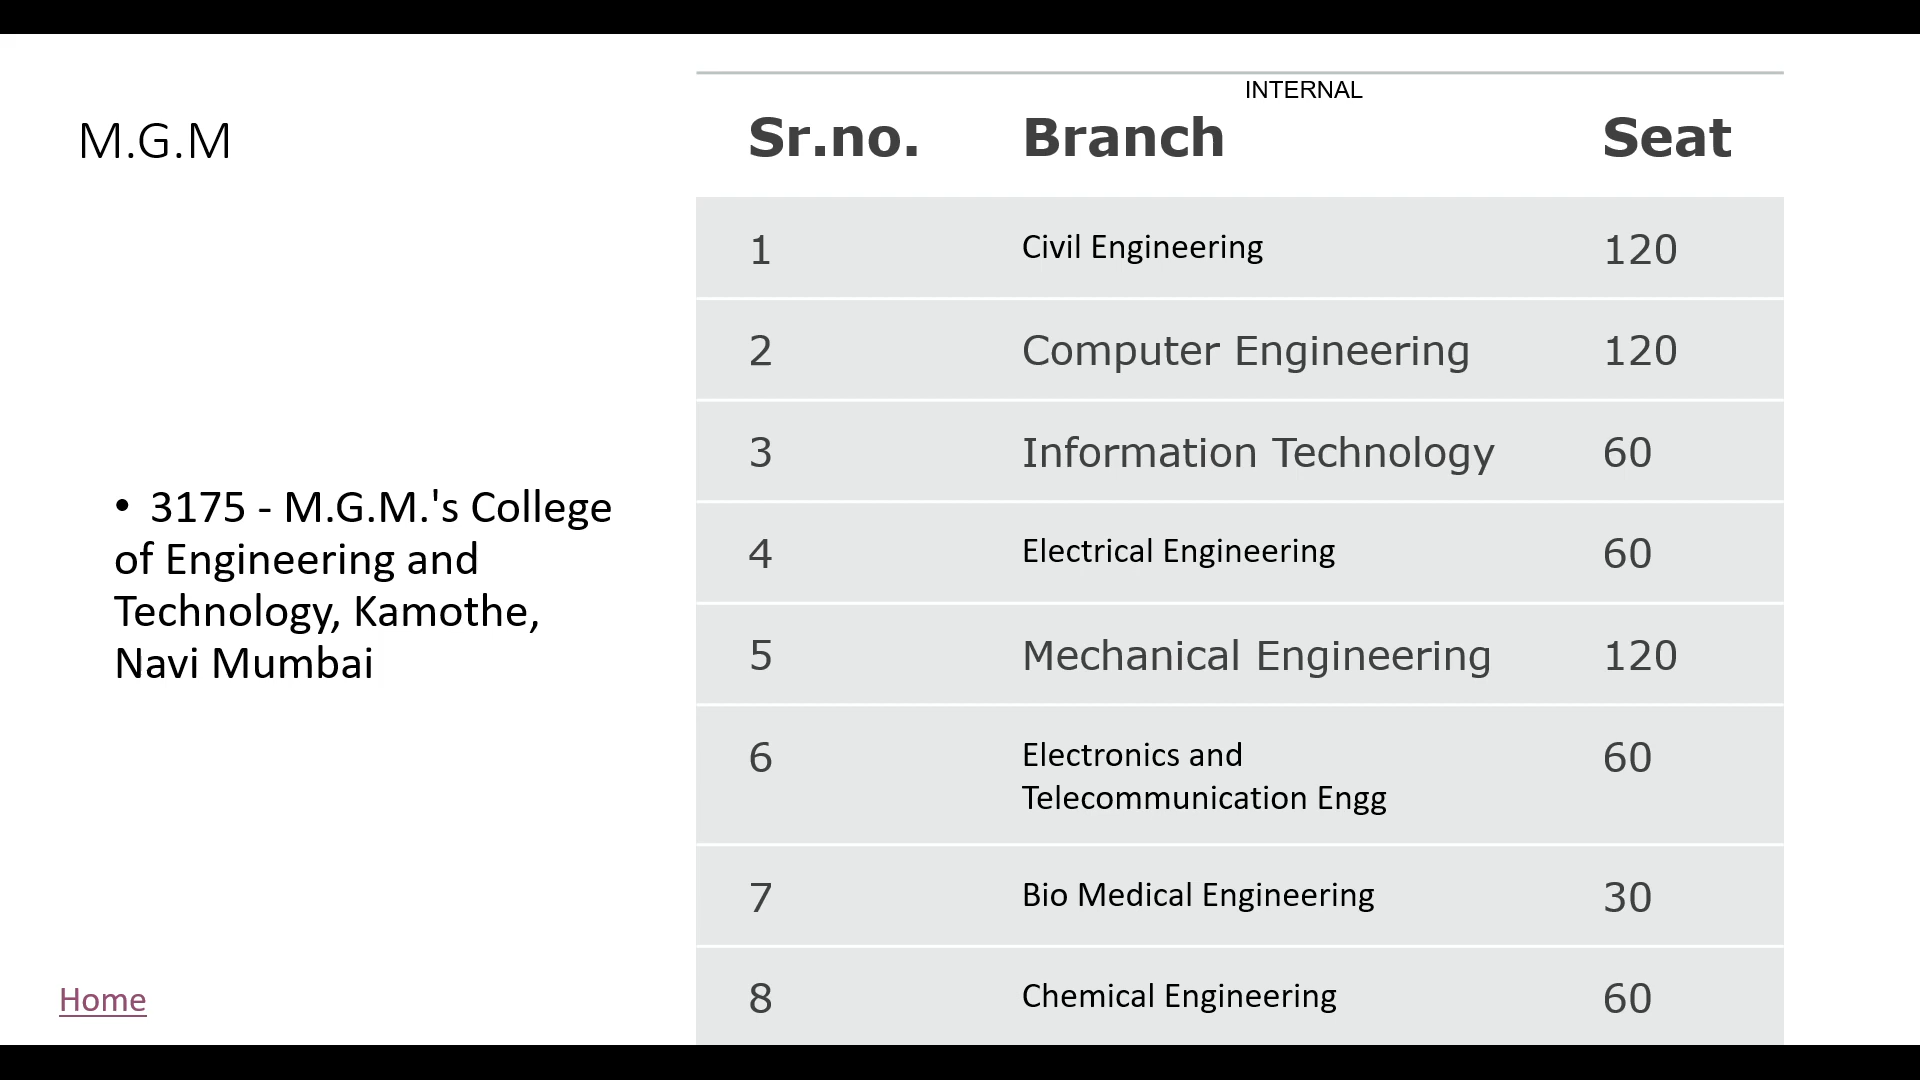 INTERNAL
M.G.M
Sr.no. Branch Seat
1 Civil Engineering 120
2 Computer Engineering 120
3 Information Technology 60
4 Electrical Engineering 60
5 Mechanical Engineering 120
6 Electronics and 60
Telecommunication Engg
7 Bio Medical Engineering 30
8 Chemical Engineering 60
• 3175 - M.G.M.'s College
of Engineering and
Technology, Kamothe,
Navi Mumbai
Home